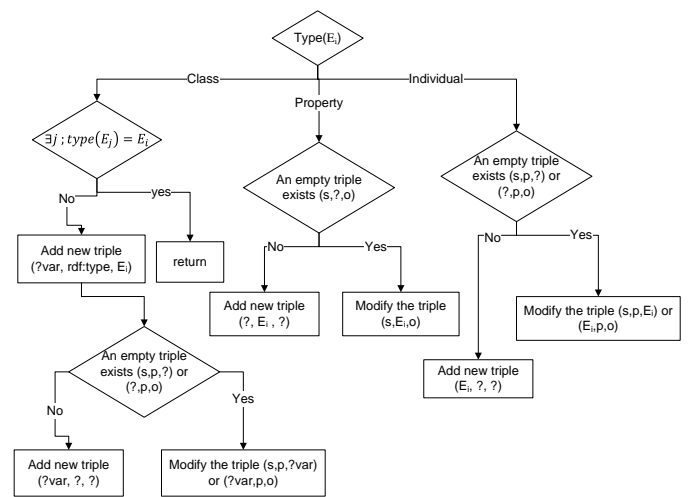 Type(Eᵢ)
Class
Property
Individual
∃j ; type(Eⱼ) = Eᵢ
An empty triple
exists (s,?,o)
An empty triple
exists (s,p,?) or
(?,p,o)
No
yes
Add new triple
(?var, rdf:type, Eᵢ)
return
No
Yes
Add new triple
(?, Eᵢ , ?)
Modify the triple
(s,Eᵢ,o)
No
Yes
Modify the triple (s,p,Eᵢ) or
(Eᵢ,p,o)
Add new triple
(Eᵢ, ?, ?)
An empty triple
exists (s,p,?) or
(?,p,o)
No
Yes
Add new triple
(?var, ?, ?)
Modify the triple (s,p,?var)
or (?var,p,o)